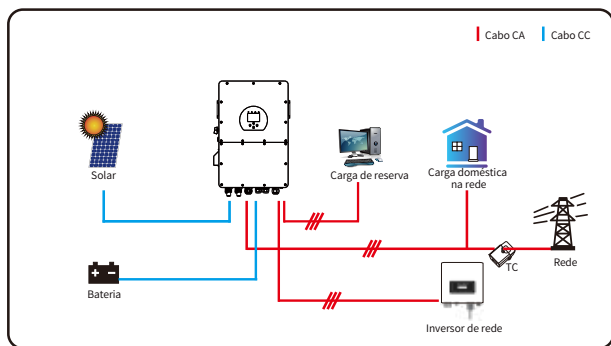 Cabo CA
Cabo CC
Solar
Carga de reserva
Carga doméstica
na rede
TC
Rede
Bateria
Inversor de rede